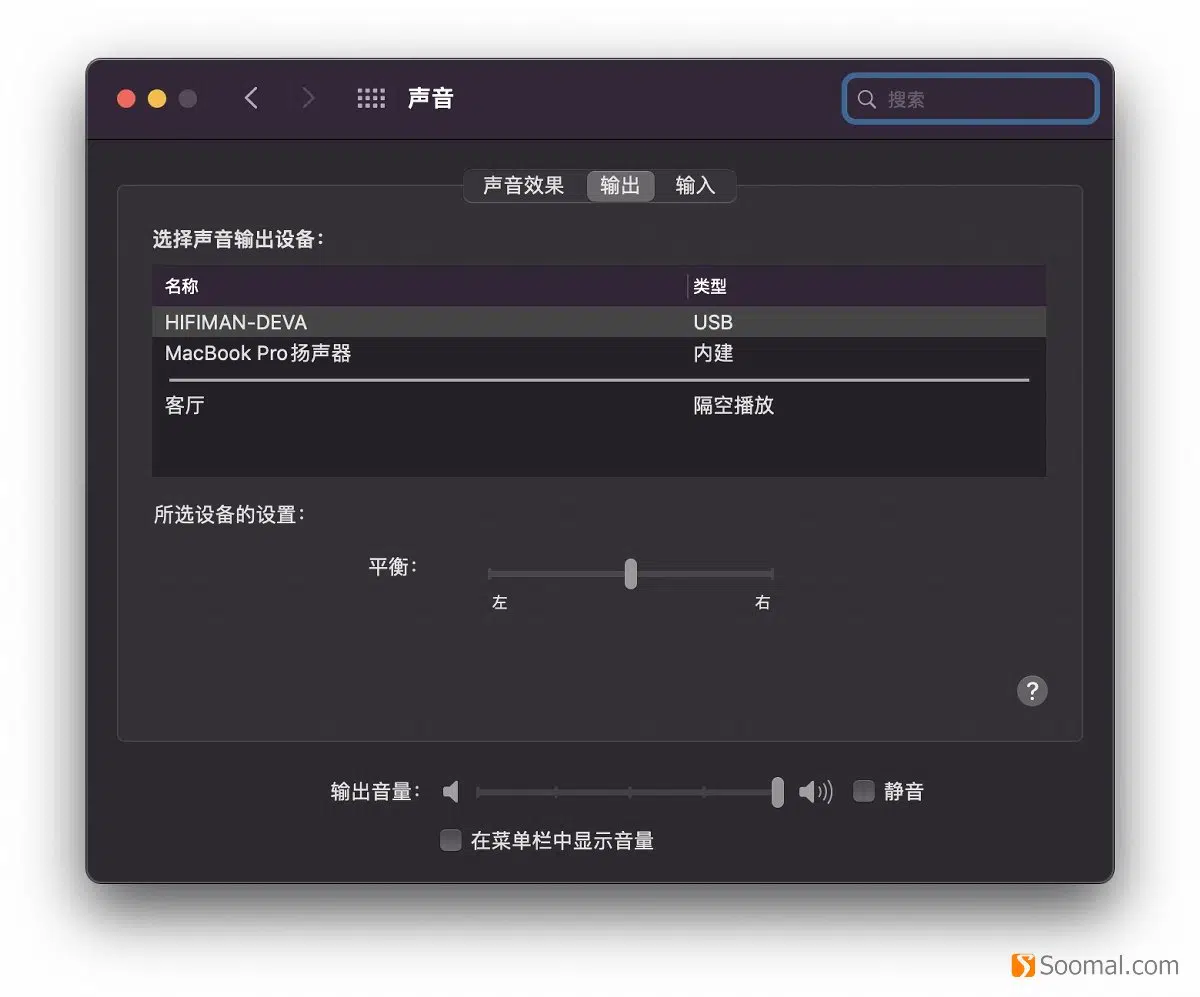 声音
搜索
声音效果 输出 输入
选择声音输出设备：
名称 类型
HIFIMAN-DEVA USB
MacBook Pro扬声器 内建
客厅 隔空播放
所选设备的设置：
平衡：
左 右
?
输出音量： 静音
在菜单栏中显示音量
Soomal.com